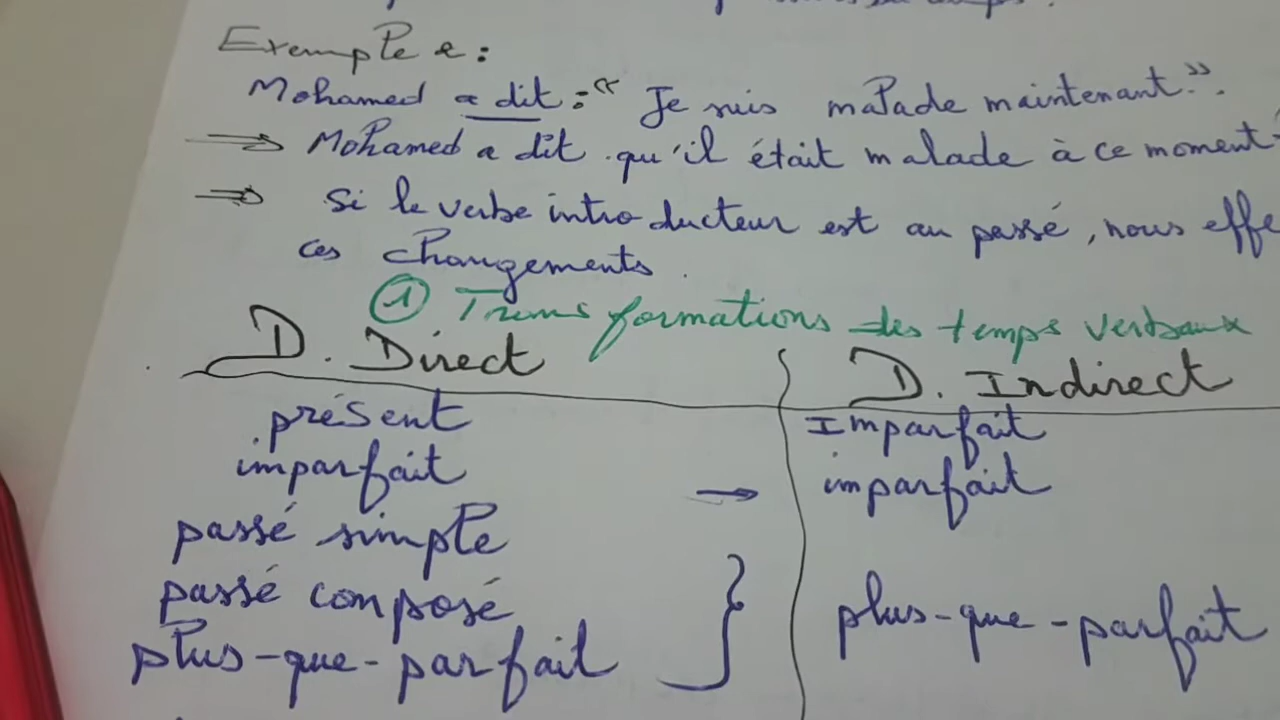 Exemple :
Mohamed a dit : « Je suis malade maintenant ».
⇒ Mohamed a dit qu'il était malade à ce moment
⇒ Si le verbe introducteur est au passé, nous effe
ces changements.
① Transformations des temps verbaux
D. Direct D. Indirect
présent Imparfait
imparfait → imparfait
passé simple
passé composé } plus-que-parfait
plus-que-parfait